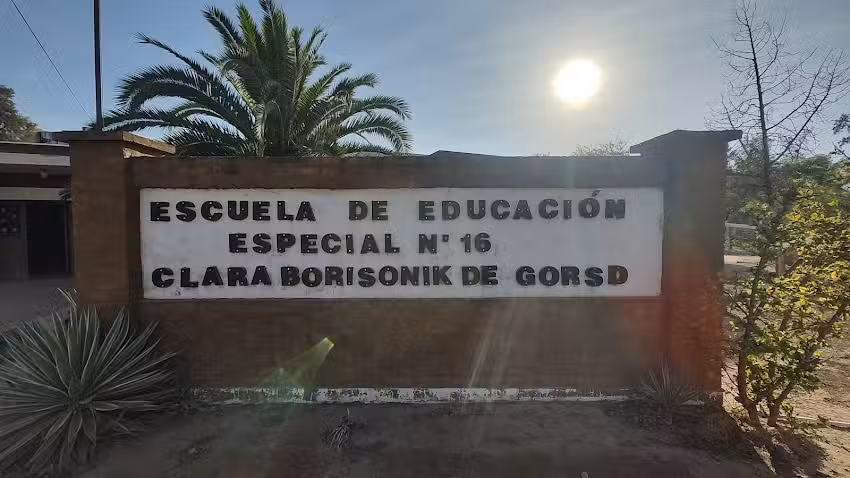 ESCUELA DE EDUCACIÓN
ESPECIAL N° 16
CLARA BORISONIK DE GORSD